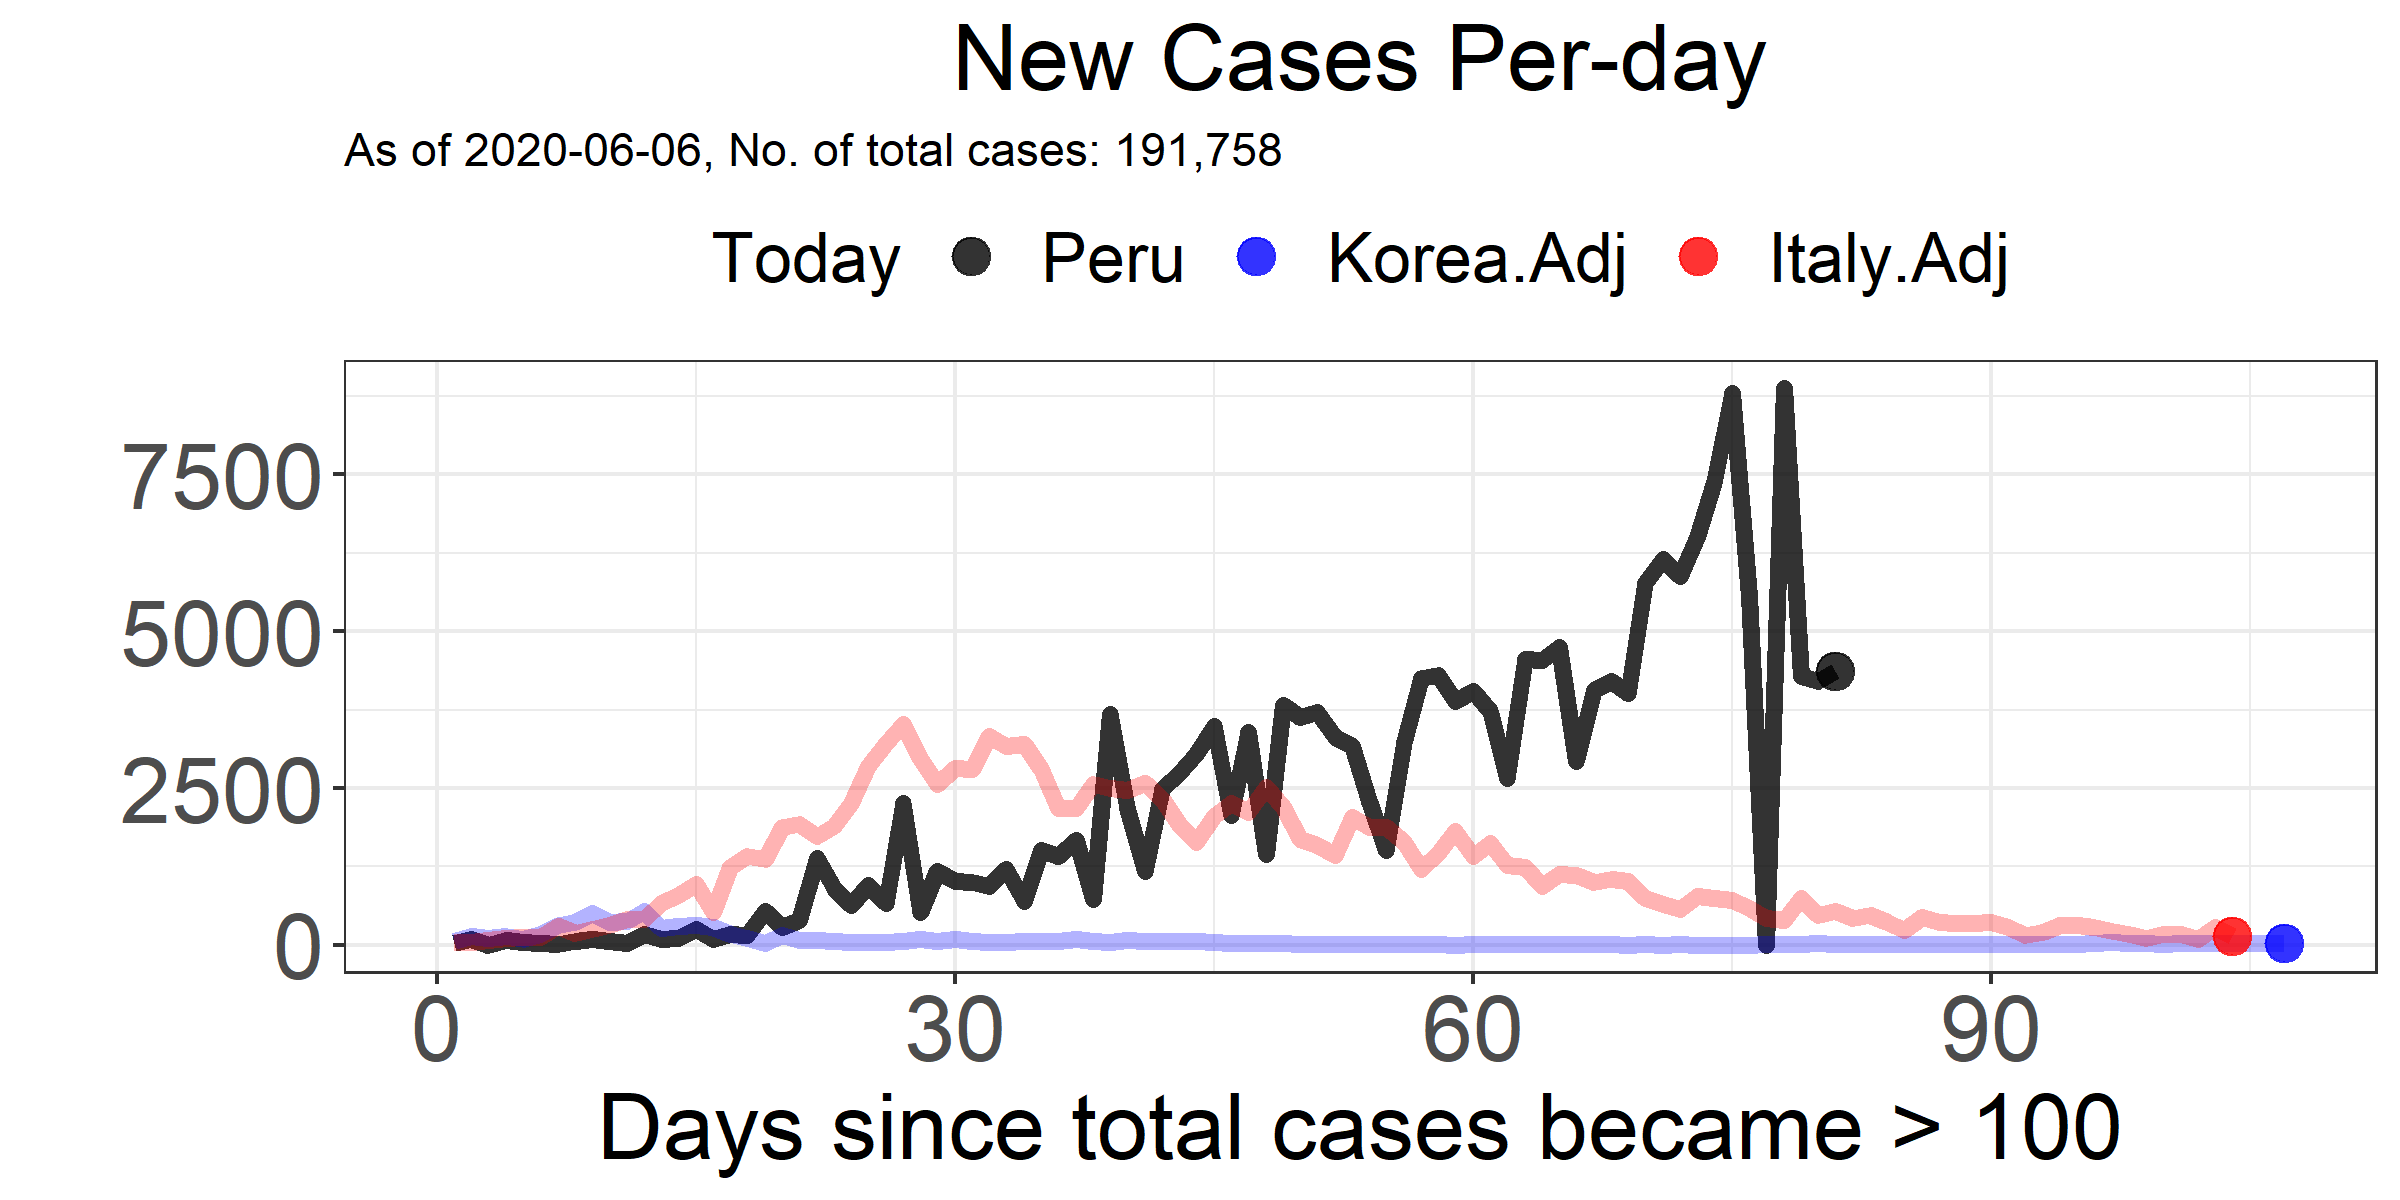 New Cases Per-day
As of 2020-06-06, No. of total cases: 191,758
Today Peru Korea.Adj Italy.Adj
7500
5000
2500
0
0 30 60 90
Days since total cases became > 100